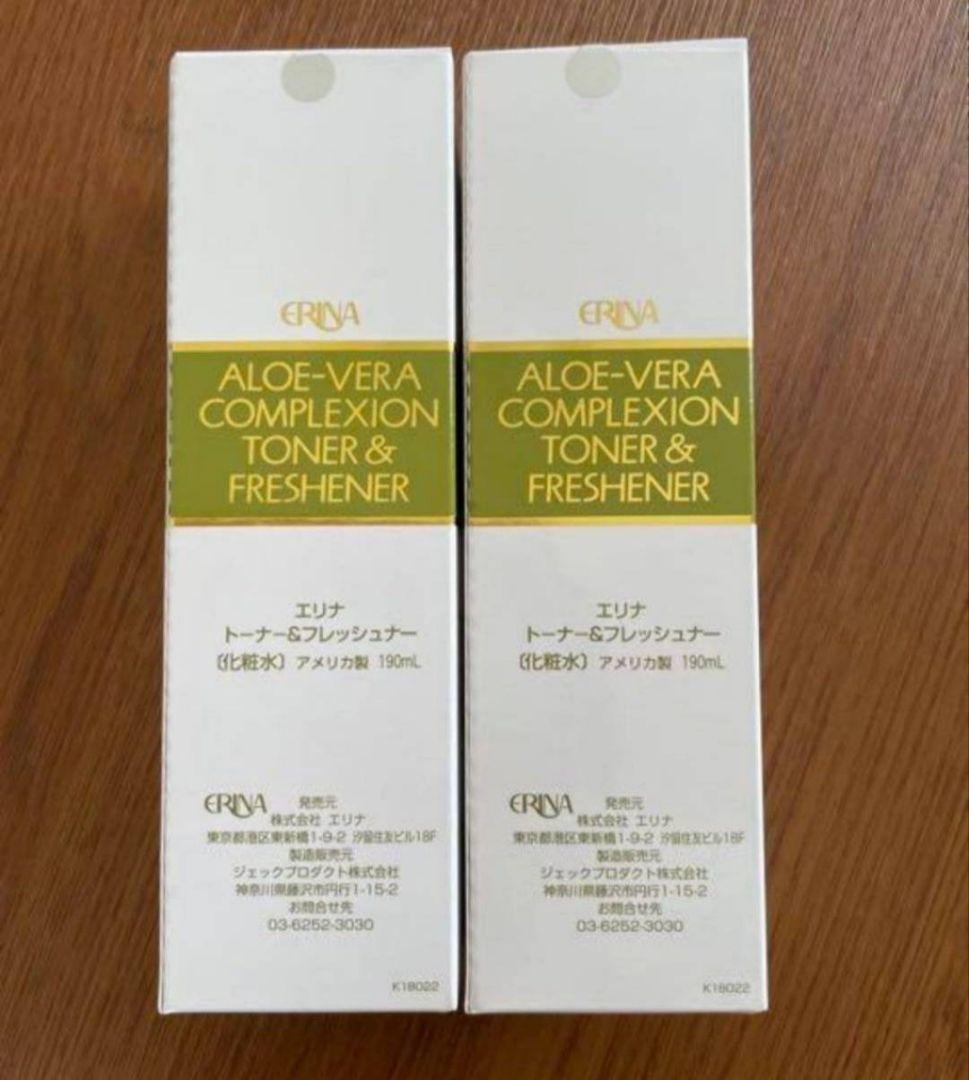 ERINA
ALOE-VERA
COMPLEXION
TONER &
FRESHENER
エリナ
トーナー&フレッシュナー
〔化粧水〕 アメリカ製 190mL
ERINA 発売元
株式会社 エリナ
東京都港区東新橋1-9-2 汐留住友ビル18F
製造販売元
ジェックプロダクト株式会社
神奈川県藤沢市円行1-15-2
お問合せ先
03-6252-3030
K18022
ERINA
ALOE-VERA
COMPLEXION
TONER &
FRESHENER
エリナ
トーナー&フレッシュナー
〔化粧水〕 アメリカ製 190mL
ERINA 発売元
株式会社 エリナ
東京都港区東新橋1-9-2 汐留住友ビル18F
製造販売元
ジェックプロダクト株式会社
神奈川県藤沢市円行1-15-2
お問合せ先
03-6252-3030
K18022